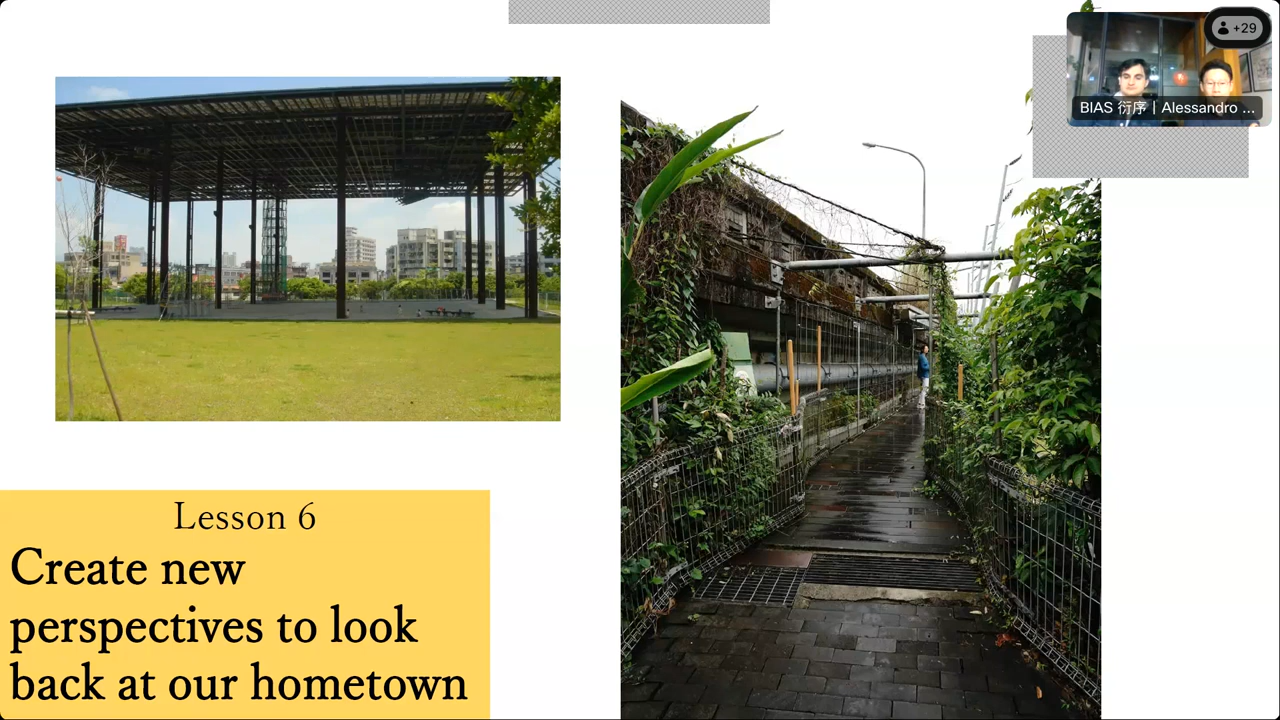 +29
BIAS 衍序 | Alessandro ...
Lesson 6
Create new
perspectives to look
back at our hometown